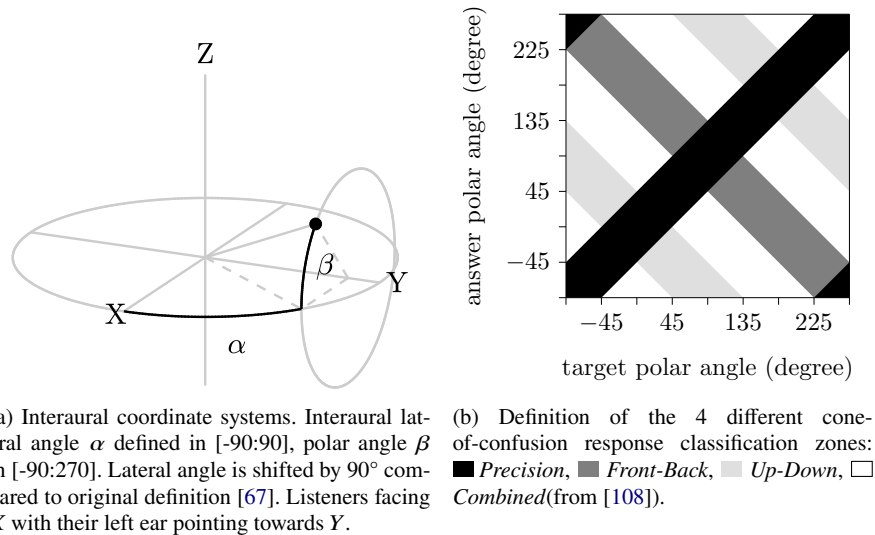 Z
X
Y
α
β
answer polar angle (degree)
225
135
45
−45
−45 45 135 225
target polar angle (degree)
a) Interaural coordinate systems. Interaural lat-
ral angle α defined in [-90:90], polar angle β
n [-90:270]. Lateral angle is shifted by 90° com-
ared to original definition [67]. Listeners facing
X with their left ear pointing towards Y.
(b) Definition of the 4 different cone-
of-confusion response classification zones:
Precision, Front-Back, Up-Down,
Combined(from [108]).